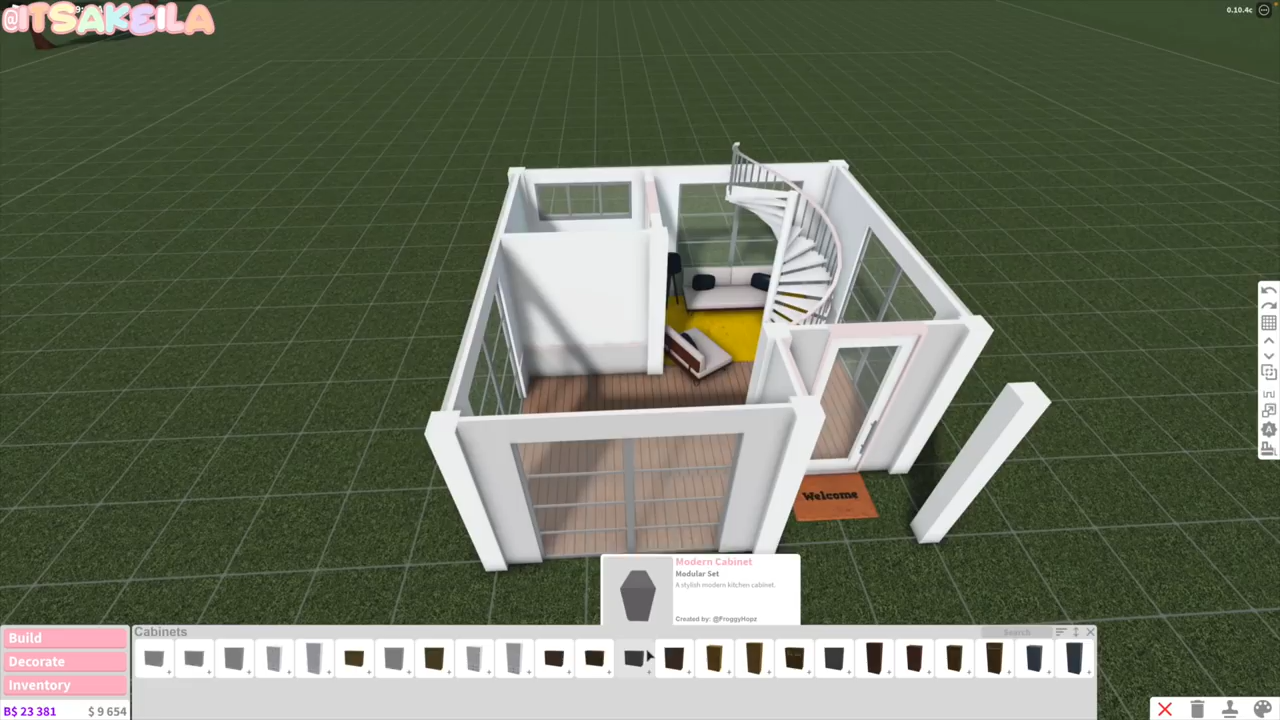 @ITSAKEILA
0.10.4c
Welcome
Modern Cabinet
Modular Set
A stylish modern kitchen cabinet.
Created by: @FroggyHopz
Build
Decorate
Inventory
B$ 23 381
$ 9 654
Cabinets
Search